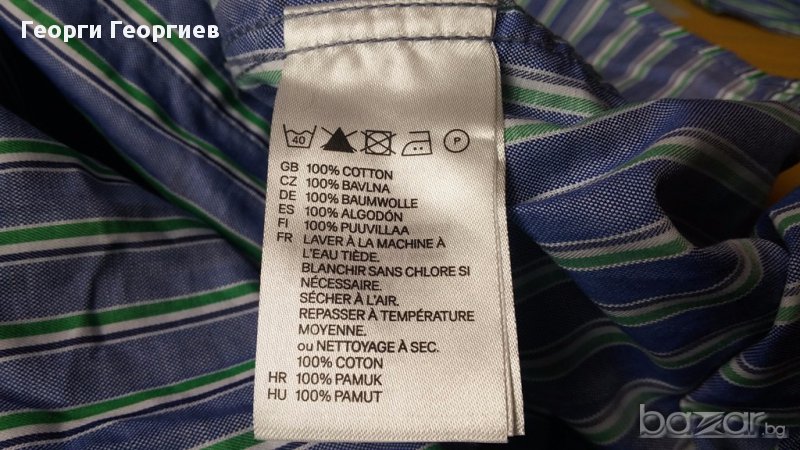 Георги Георгиев
40
P
GB 100% COTTON
CZ 100% BAVLNA
DE 100% BAUMWOLLE
ES 100% ALGODÓN
FI 100% PUUVILLAA
FR LAVER À LA MACHINE À
L'EAU TIÈDE.
BLANCHIR SANS CHLORE SI
NÉCESSAIRE.
SÉCHER À L'AIR.
REPASSER À TEMPÉRATURE
MOYENNE.
ou NETTOYAGE À SEC.
100% COTON
HR 100% PAMUK
HU 100% PAMUT
bazar.bg